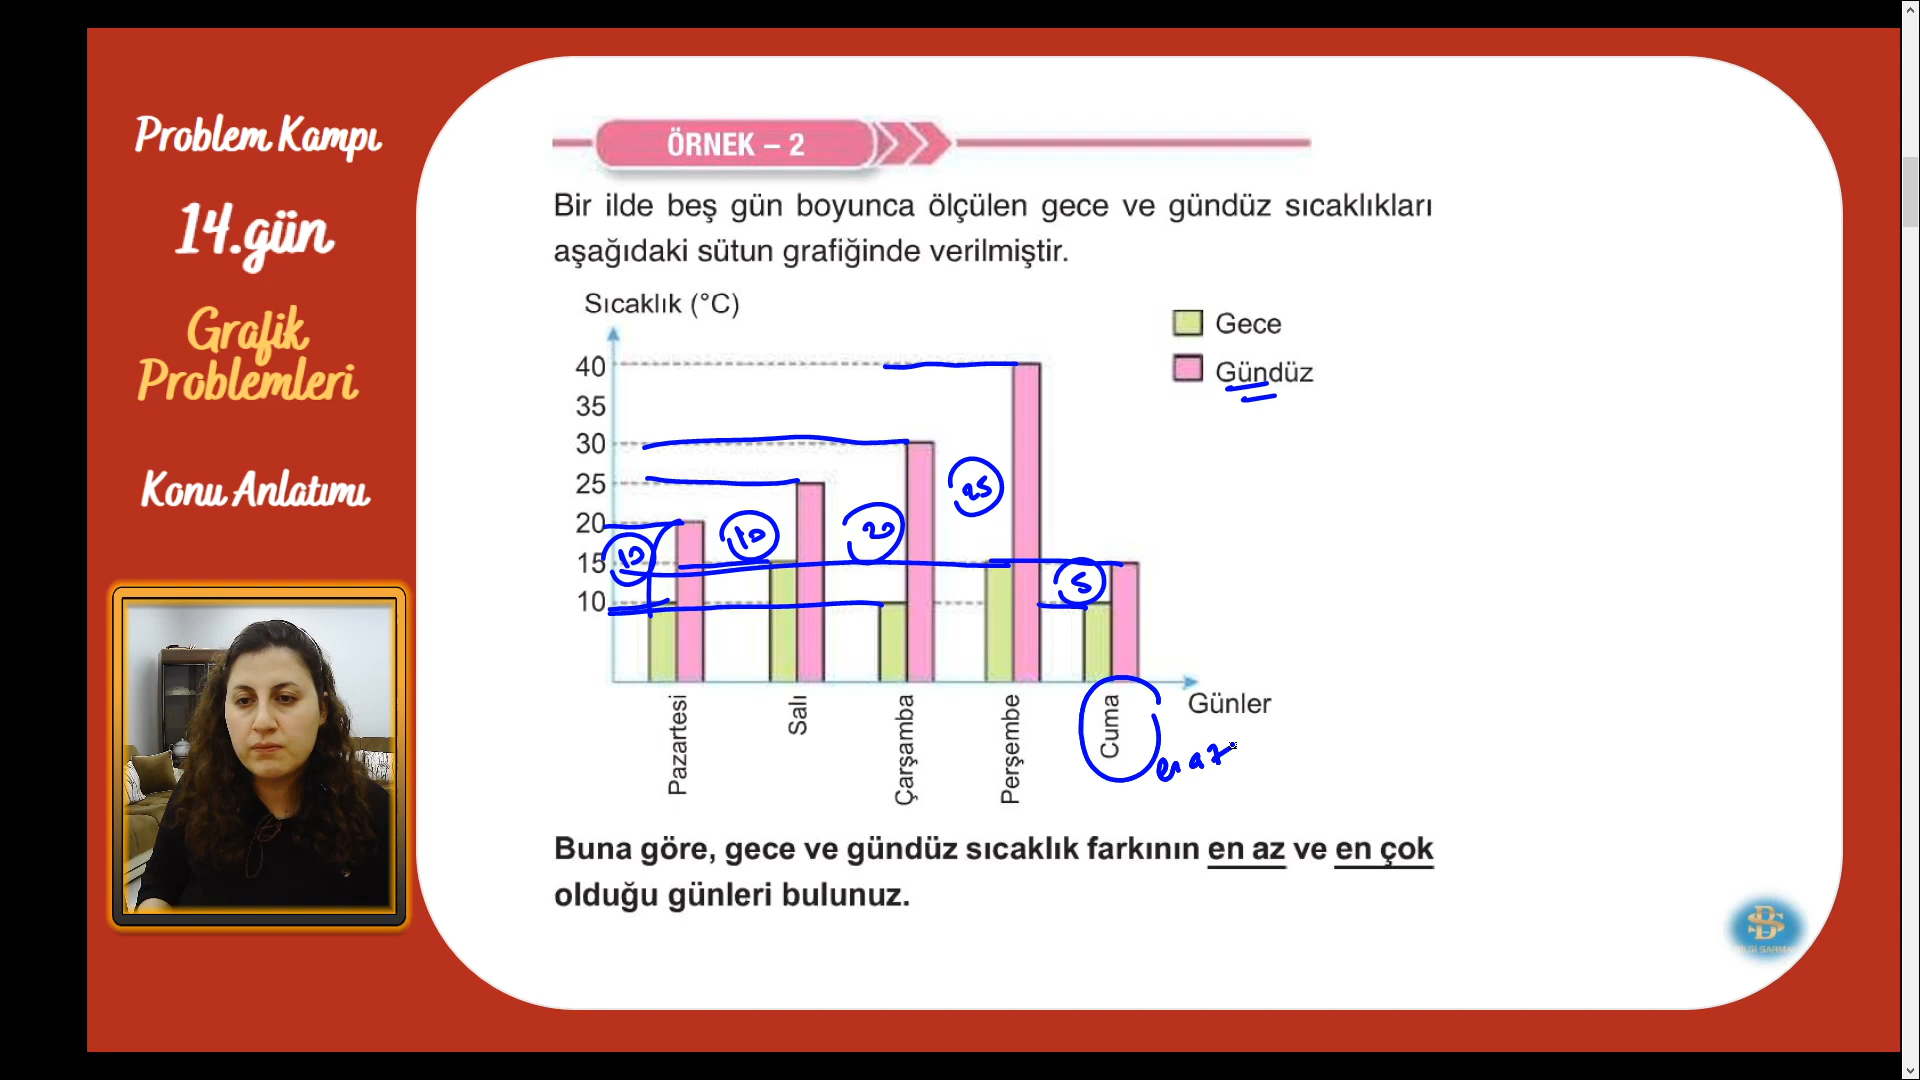 Problem Kampı
14.gün
Grafik
Problemleri
Konu Anlatımı
ÖRNEK – 2
Bir ilde beş gün boyunca ölçülen gece ve gündüz sıcaklıkları
aşağıdaki sütun grafiğinde verilmiştir.
Sıcaklık (°C)
Gece
Gündüz
40
35
30
25
20
15
10
10
10
20
25
5
Pazartesi
Salı
Çarşamba
Perşembe
Cuma
Günler
en az
Buna göre, gece ve gündüz sıcaklık farkının en az ve en çok
olduğu günleri bulunuz.